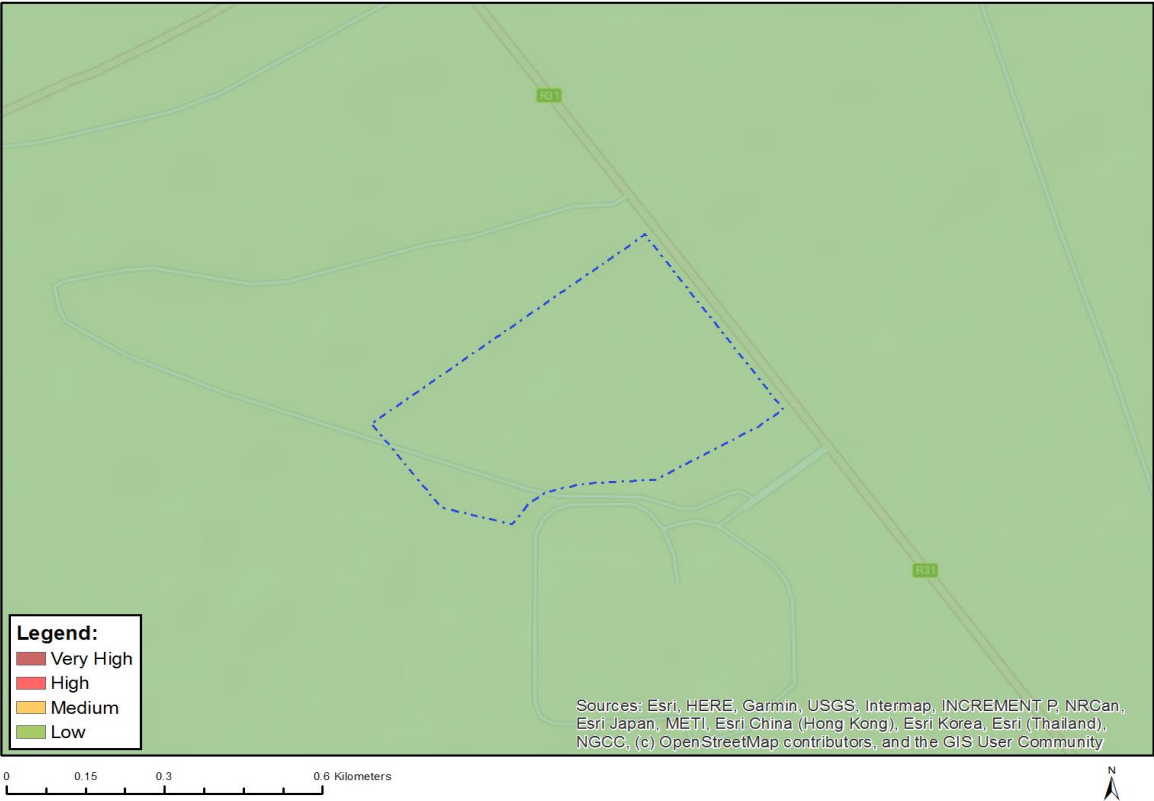 R31
R31
Legend:
Very High
High
Medium
Low
Sources: Esri, HERE, Garmin, USGS, Intermap, INCREMENT P, NRCan,
Esri Japan, METI, Esri China (Hong Kong), Esri Korea, Esri (Thailand),
NGCC, (c) OpenStreetMap contributors, and the GIS User Community
0 0.15 0.3 0.6 Kilometers
N